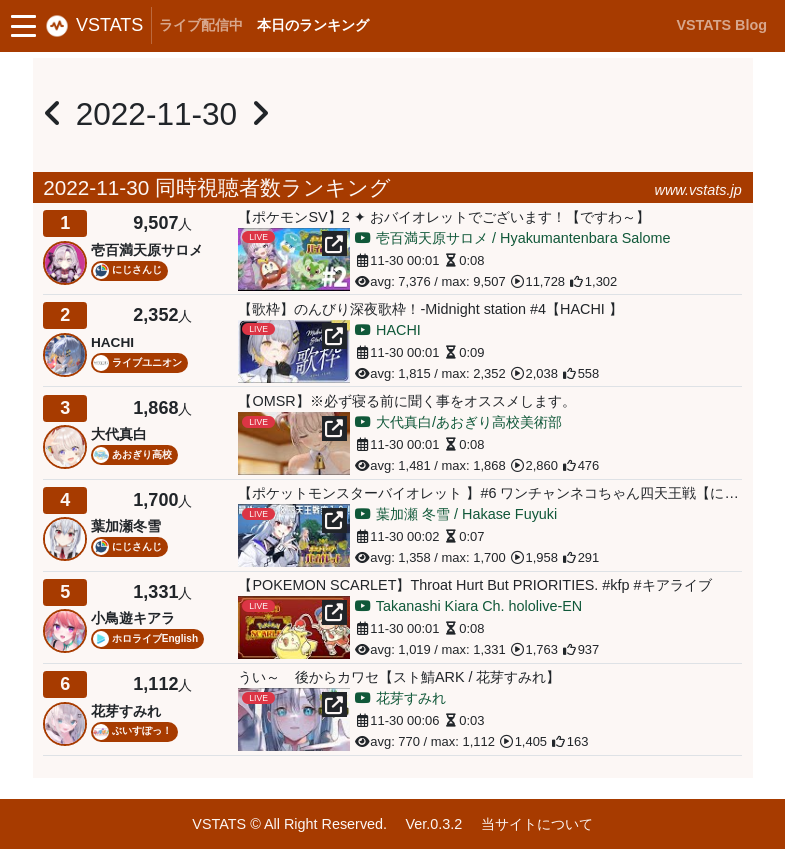 VSTATS ライブ配信中 本日のランキング VSTATS Blog
2022-11-30
2022-11-30 同時視聴者数ランキング www.vstats.jp
1 9,507人
壱百満天原サロメ
にじさんじ
【ポケモンSV】2 ✦ おバイオレットでございます！【ですわ～】
LIVE
#2
壱百満天原サロメ / Hyakumantenbara Salome
11-30 00:01 0:08
avg: 7,376 / max: 9,507 11,728 1,302
2 2,352人
HACHI
ライブユニオン
【歌枠】のんびり深夜歌枠！-Midnight station #4【HACHI 】
LIVE
歌枠
HACHI
11-30 00:01 0:09
avg: 1,815 / max: 2,352 2,038 558
3 1,868人
大代真白
あおぎり高校
【OMSR】※必ず寝る前に聞く事をオススメします。
LIVE
大代真白/あおぎり高校美術部
11-30 00:01 0:08
avg: 1,481 / max: 1,868 2,860 476
4 1,700人
葉加瀬冬雪
にじさんじ
【ポケットモンスターバイオレット 】#6 ワンチャンネコちゃん四天王戦【に…
LIVE
葉加瀬 冬雪 / Hakase Fuyuki
11-30 00:02 0:07
avg: 1,358 / max: 1,700 1,958 291
5 1,331人
小鳥遊キアラ
ホロライブEnglish
【POKEMON SCARLET】Throat Hurt But PRIORITIES. #kfp #キアライブ
LIVE
Takanashi Kiara Ch. hololive-EN
11-30 00:01 0:08
avg: 1,019 / max: 1,331 1,763 937
6 1,112人
花芽すみれ
ぶいすぽっ！
うい～　後からカワセ【スト鯖ARK / 花芽すみれ】
LIVE
花芽すみれ
11-30 00:06 0:03
avg: 770 / max: 1,112 1,405 163
VSTATS © All Right Reserved. Ver.0.3.2 当サイトについて